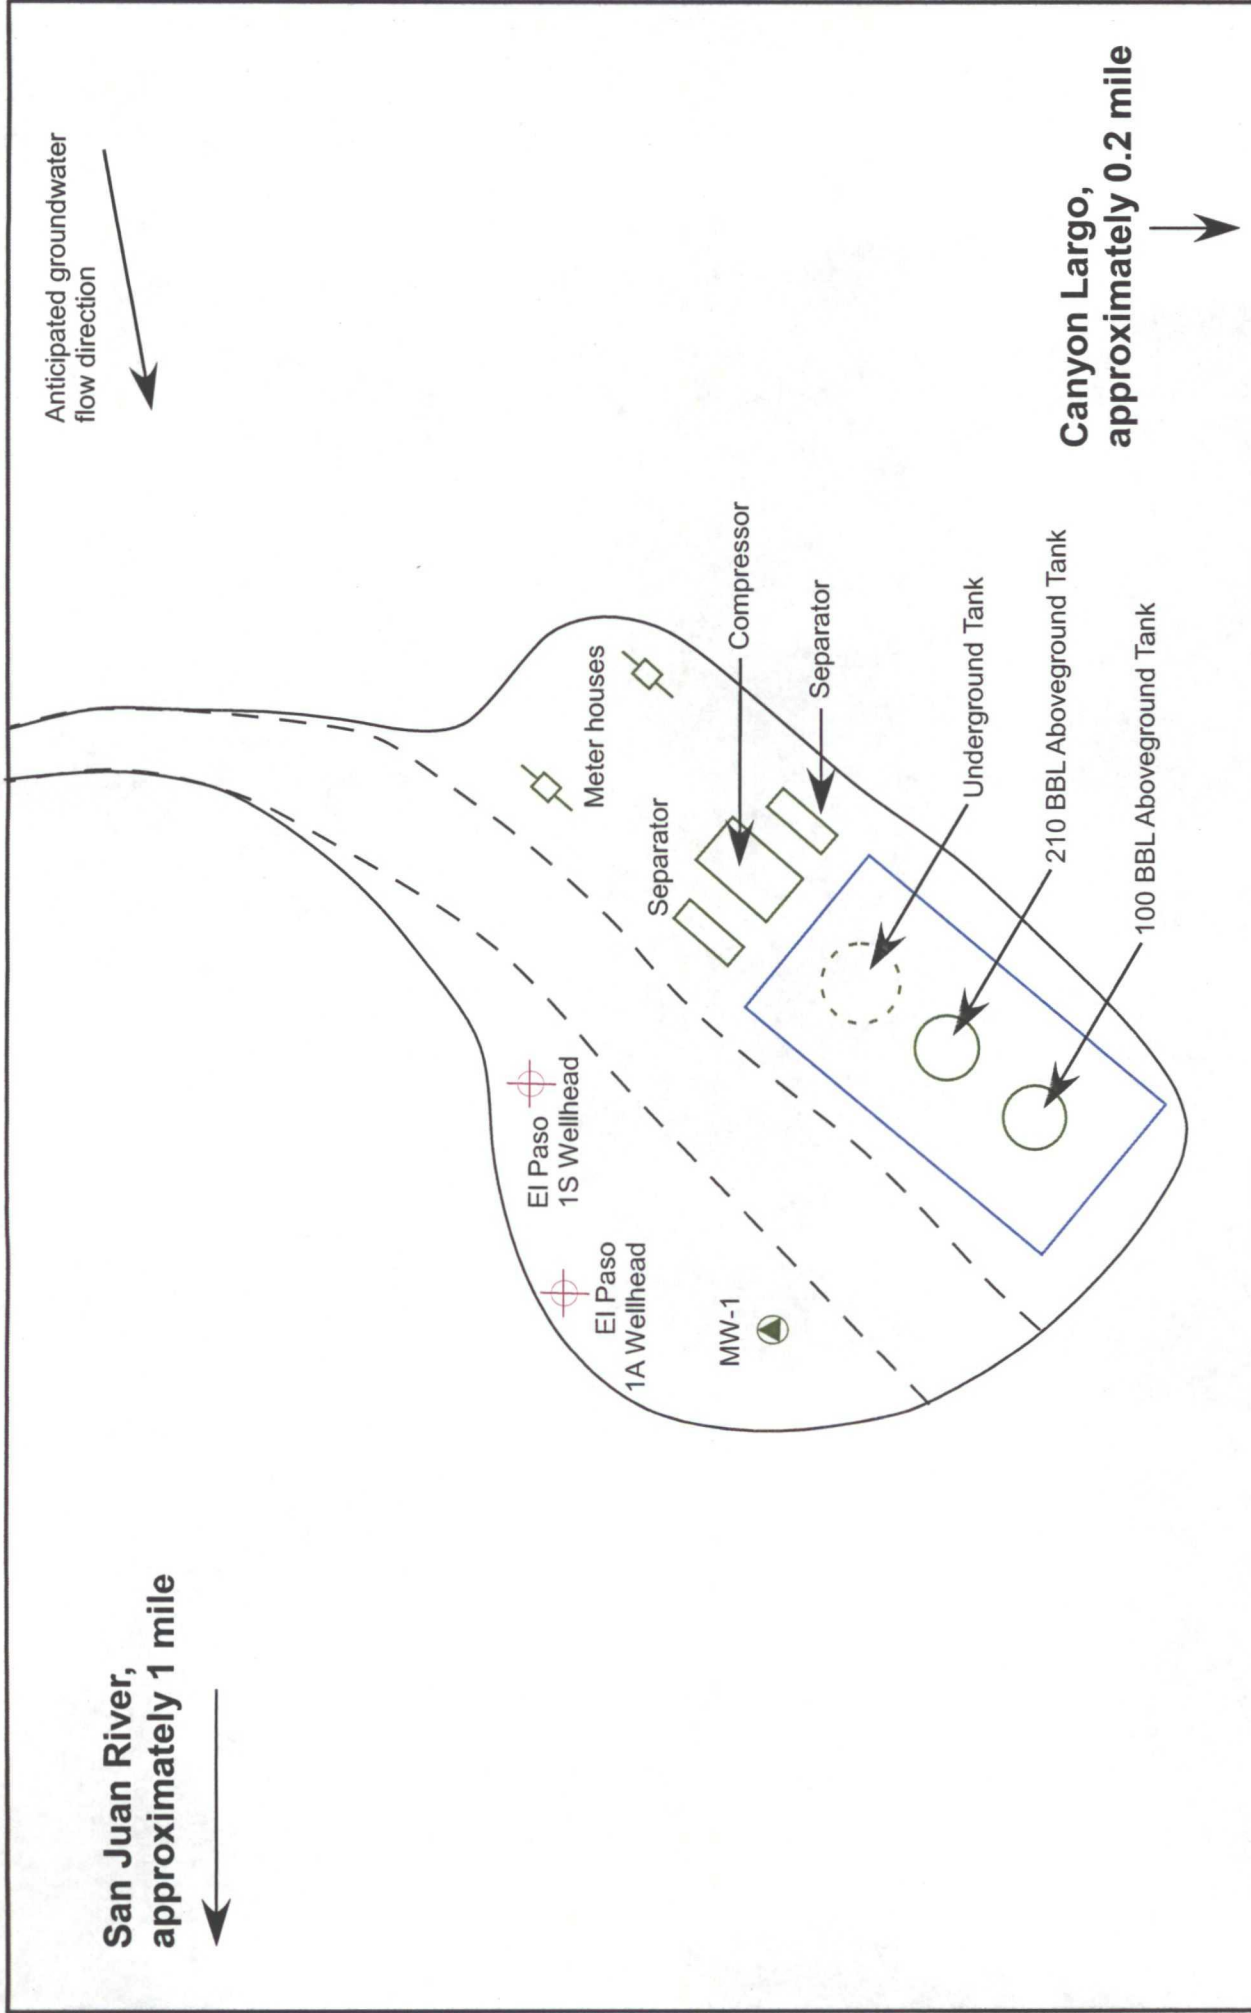 San Juan River,
approximately 1 mile
Anticipated groundwater
flow direction
El Paso
1S Wellhead
El Paso
1A Wellhead
MW-1
Meter houses
Separator
Compressor
Separator
Underground Tank
210 BBL Aboveground Tank
100 BBL Aboveground Tank
Canyon Largo,
approximately 0.2 mile